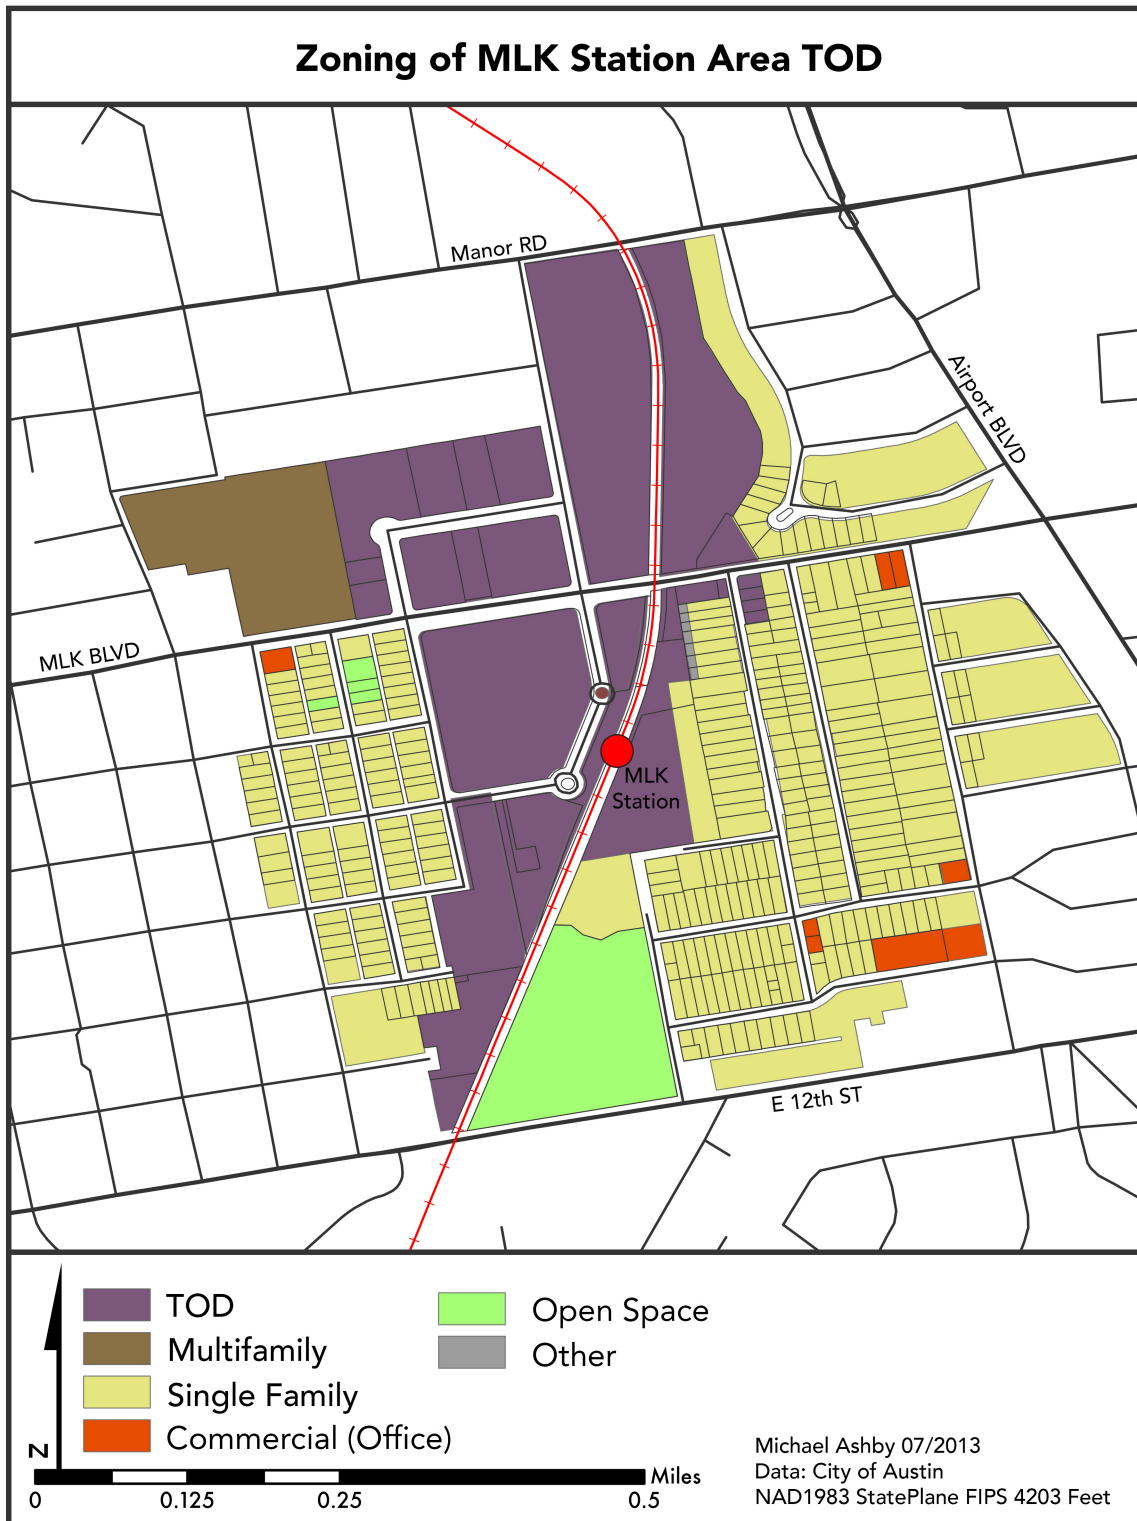 Zoning of MLK Station Area TOD
Manor RD
Airport BLVD
MLK BLVD
MLK
Station
E 12th ST
TOD
Multifamily
Single Family
Commercial (Office)
Open Space
Other
N
Miles
0 0.125 0.25 0.5
Michael Ashby 07/2013
Data: City of Austin
NAD1983 StatePlane FIPS 4203 Feet